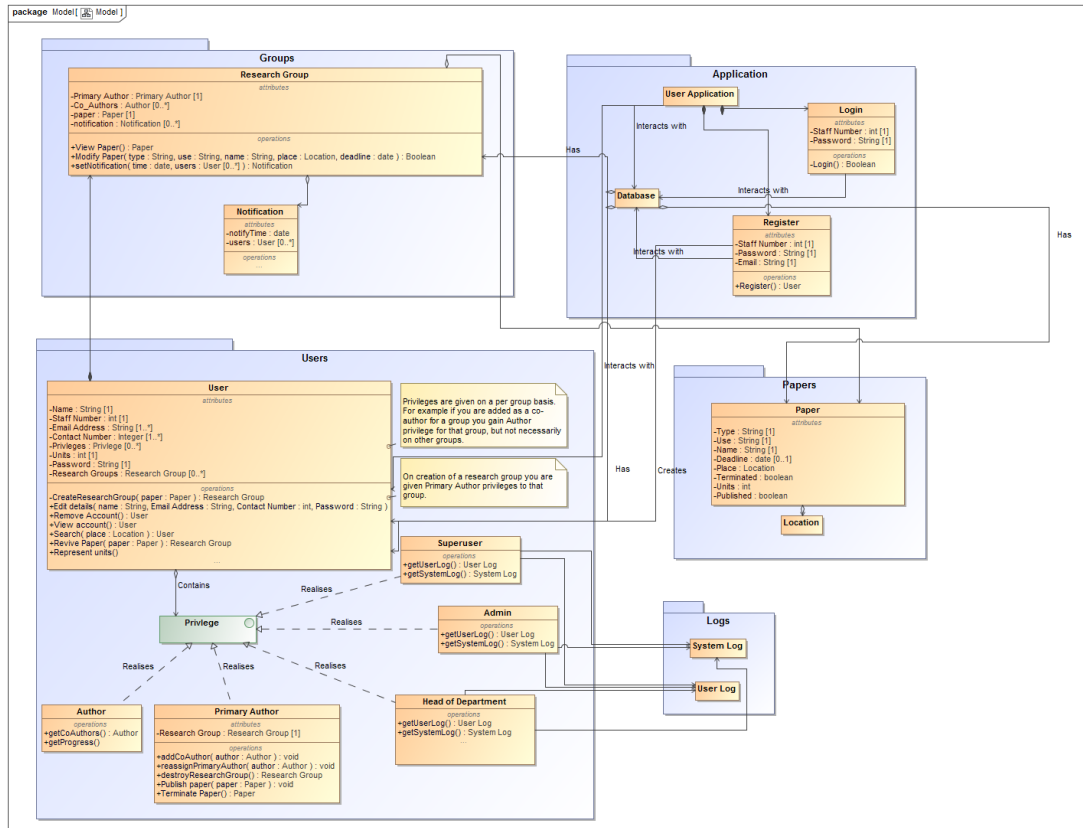 package Model [ Model ]
Groups
Research Group
attributes
-Primary Author : Primary Author [1]
-Co_Authors : Author [0..*]
-paper : Paper [1]
-notification : Notification [0..*]
operations
+View Paper() : Paper
+Modify Paper( type : String, use : String, name : String, place : Location, deadline : date ) : Boolean
+setNotification( time : date, users : User [0..*] ) : Notification
Notification
attributes
-notifyTime : date
-users : User [0..*]
operations
...
Application
User Application
Login
attributes
-Staff Number : int [1]
-Password : String [1]
operations
-Login() : Boolean
Interacts with
Has
Interacts with
Database
Register
attributes
-Staff Number : int [1]
-Password : String [1]
-Email : String [1]
operations
+Register() : User
Interacts with
Has
Users
User
attributes
-Name : String [1]
-Staff Number : int [1]
-Email Address : String [1..*]
-Contact Number : Integer [1..*]
-Privileges : Privilege [0..*]
-Units : int [1]
-Password : String [1]
-Research Groups : Research Group [0..*]
operations
-CreateResearchGroup( paper : Paper ) : Research Group
+Edit details( name : String, Email Address : String, Contact Number : int, Password : String )
+Remove Account() : User
+View account() : User
+Search( place : Location ) : User
+Revive Paper( paper : Paper ) : Research Group
+Represent units()
...
Privileges are given on a per group basis.
For example if you are added as a co-
author for a group you gain Author
privilege for that group, but not necessarily
on other groups.
On creation of a research group you are
given Primary Author privileges to that
group.
Interacts with
Has
Creates
Papers
Paper
attributes
-Type : String [1]
-Use : String [1]
-Name : String [1]
-Deadline : date [0..1]
-Place : Location
-Terminated : boolean
-Units : int
-Published : boolean
operations
Location
Contains
Superuser
operations
+getUserLog() : User Log
+getSystemLog() : System Log
Realises
Privilege
Admin
operations
+getUserLog() : User Log
+getSystemLog() : System Log
Realises
Logs
System Log
User Log
Realises
Realises
Realises
Author
operations
+getCoAuthors() : Author
+getProgress()
Primary Author
attributes
-Research Group : Research Group [1]
operations
+addCoAuthor( author : Author ) : void
+reassignPrimaryAuthor( author : Author ) : void
+destroyResearchGroup() : Research Group
+Publish paper( paper : Paper ) : void
+Terminate Paper() : Paper
Head of Department
operations
+getUserLog() : User Log
+getSystemLog() : System Log
...